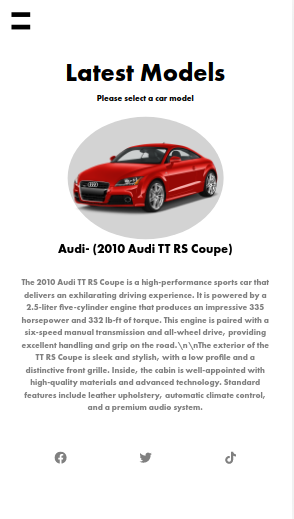 Latest Models
Please select a car model
Audi- (2010 Audi TT RS Coupe)
The 2010 Audi TT RS Coupe is a high-performance sports car that
delivers an exhilarating driving experience. It is powered by a
2.5-liter five-cylinder engine that produces an impressive 335
horsepower and 332 lb-ft of torque. This engine is paired with a
six-speed manual transmission and all-wheel drive, providing
excellent handling and grip on the road.\n\nThe exterior of the
TT RS Coupe is sleek and stylish, with a low profile and a
distinctive front grille. Inside, the cabin is well-appointed with
high-quality materials and advanced technology. Standard
features include leather upholstery, automatic climate control,
and a premium audio system.